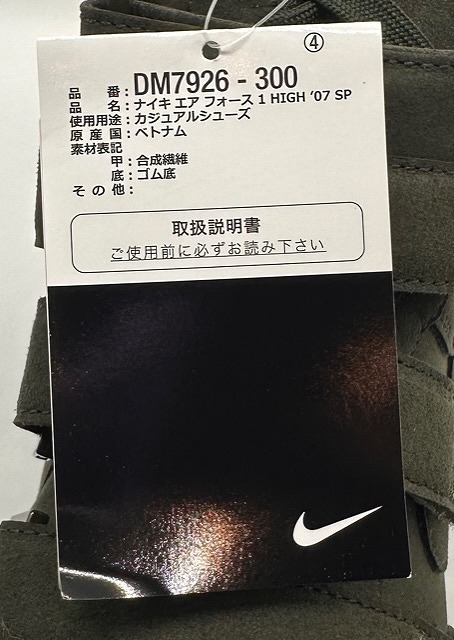 ④
品番:DM7926-300
品名:ナイキ エア フォース 1 HIGH '07 SP
使用用途:カジュアルシューズ
原産国:ベトナム
素材表記
甲:合成繊維
底:ゴム底
その他:
取扱説明書
ご使用前に必ずお読み下さい